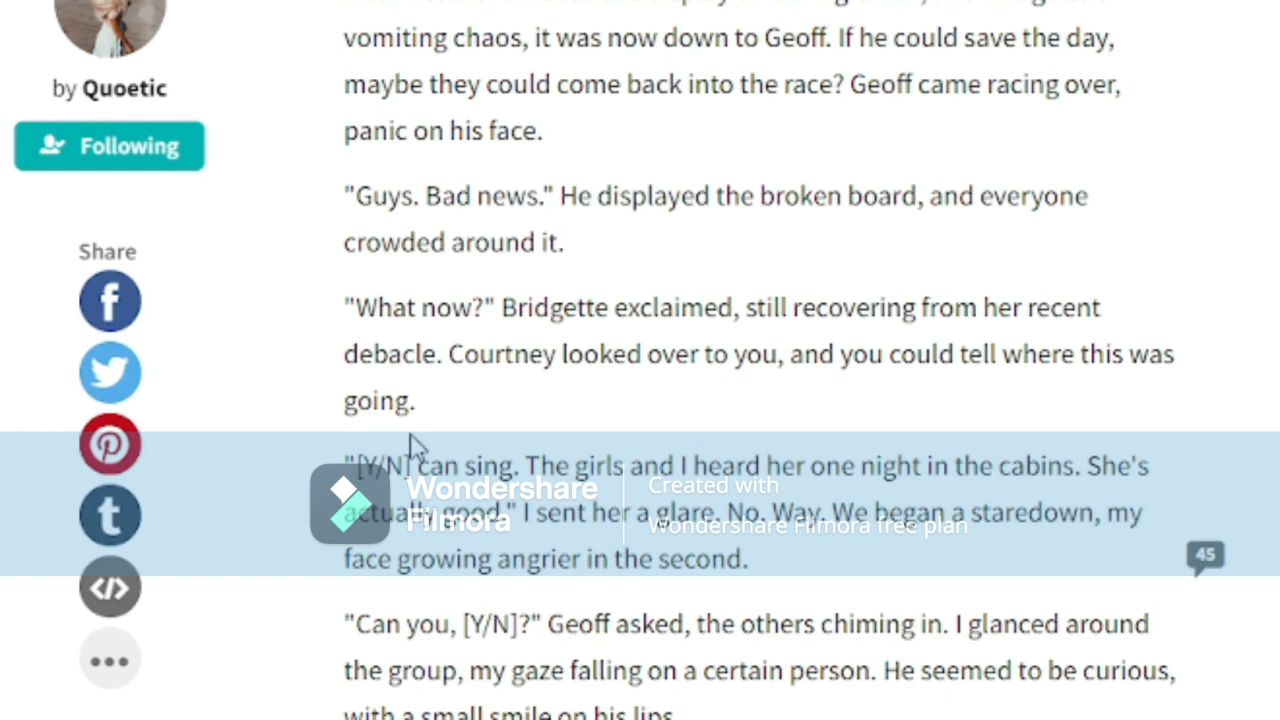 vomiting chaos, it was now down to Geoff. If he could save the day,
maybe they could come back into the race? Geoff came racing over,
panic on his face.
by Quoetic
Following
"Guys. Bad news." He displayed the broken board, and everyone
crowded around it.
Share
"What now?" Bridgette exclaimed, still recovering from her recent
debacle. Courtney looked over to you, and you could tell where this was
going.
"[Y/N] can sing. The girls and I heard her one night in the cabins. She's
actually good." I sent her a glare. No. Way. We began a staredown, my
face growing angrier in the second.
Wondershare
Filmora
Created with
Wondershare Filmora free plan
45
"Can you, [Y/N]?" Geoff asked, the others chiming in. I glanced around
the group, my gaze falling on a certain person. He seemed to be curious,
with a small smile on his lips.